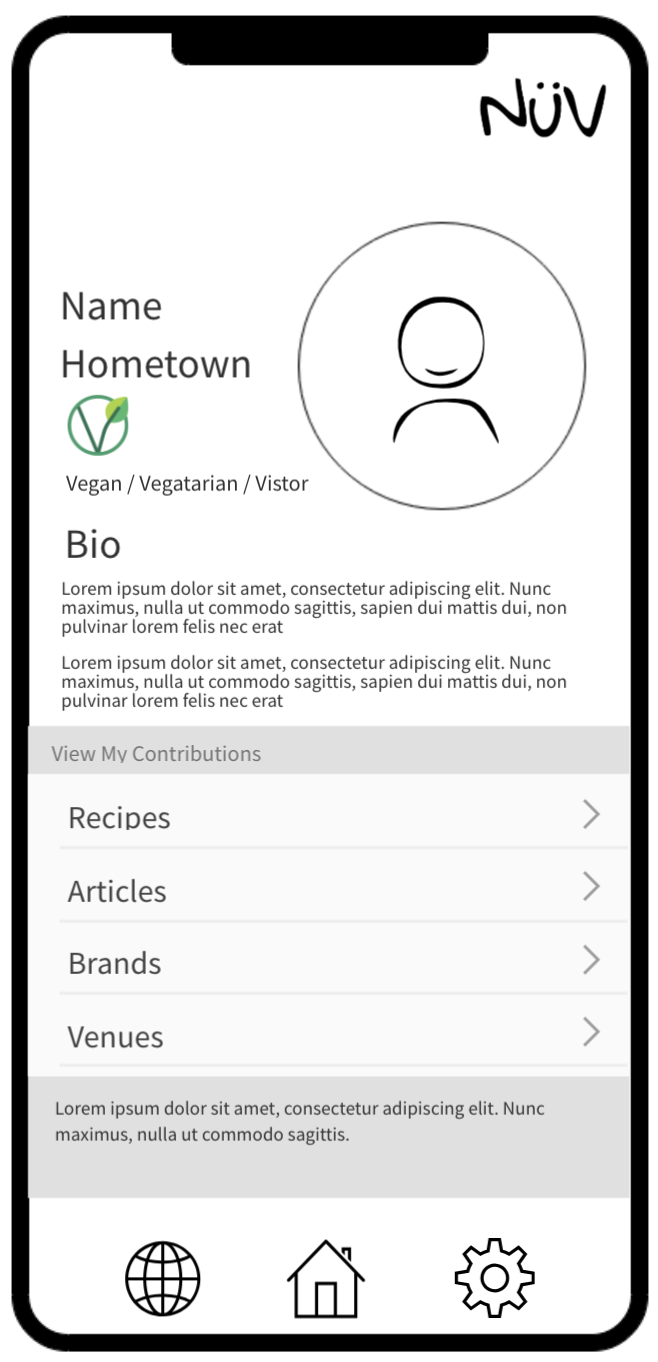 NüV
Name
Hometown
Vegan / Vegatarian / Vistor
Bio
Lorem ipsum dolor sit amet, consectetur adipiscing elit. Nunc
maximus, nulla ut commodo sagittis, sapien dui mattis dui, non
pulvinar lorem felis nec erat
Lorem ipsum dolor sit amet, consectetur adipiscing elit. Nunc
maximus, nulla ut commodo sagittis, sapien dui mattis dui, non
pulvinar lorem felis nec erat
View My Contributions
Recipes
Articles
Brands
Venues
Lorem ipsum dolor sit amet, consectetur adipiscing elit. Nunc
maximus, nulla ut commodo sagittis.